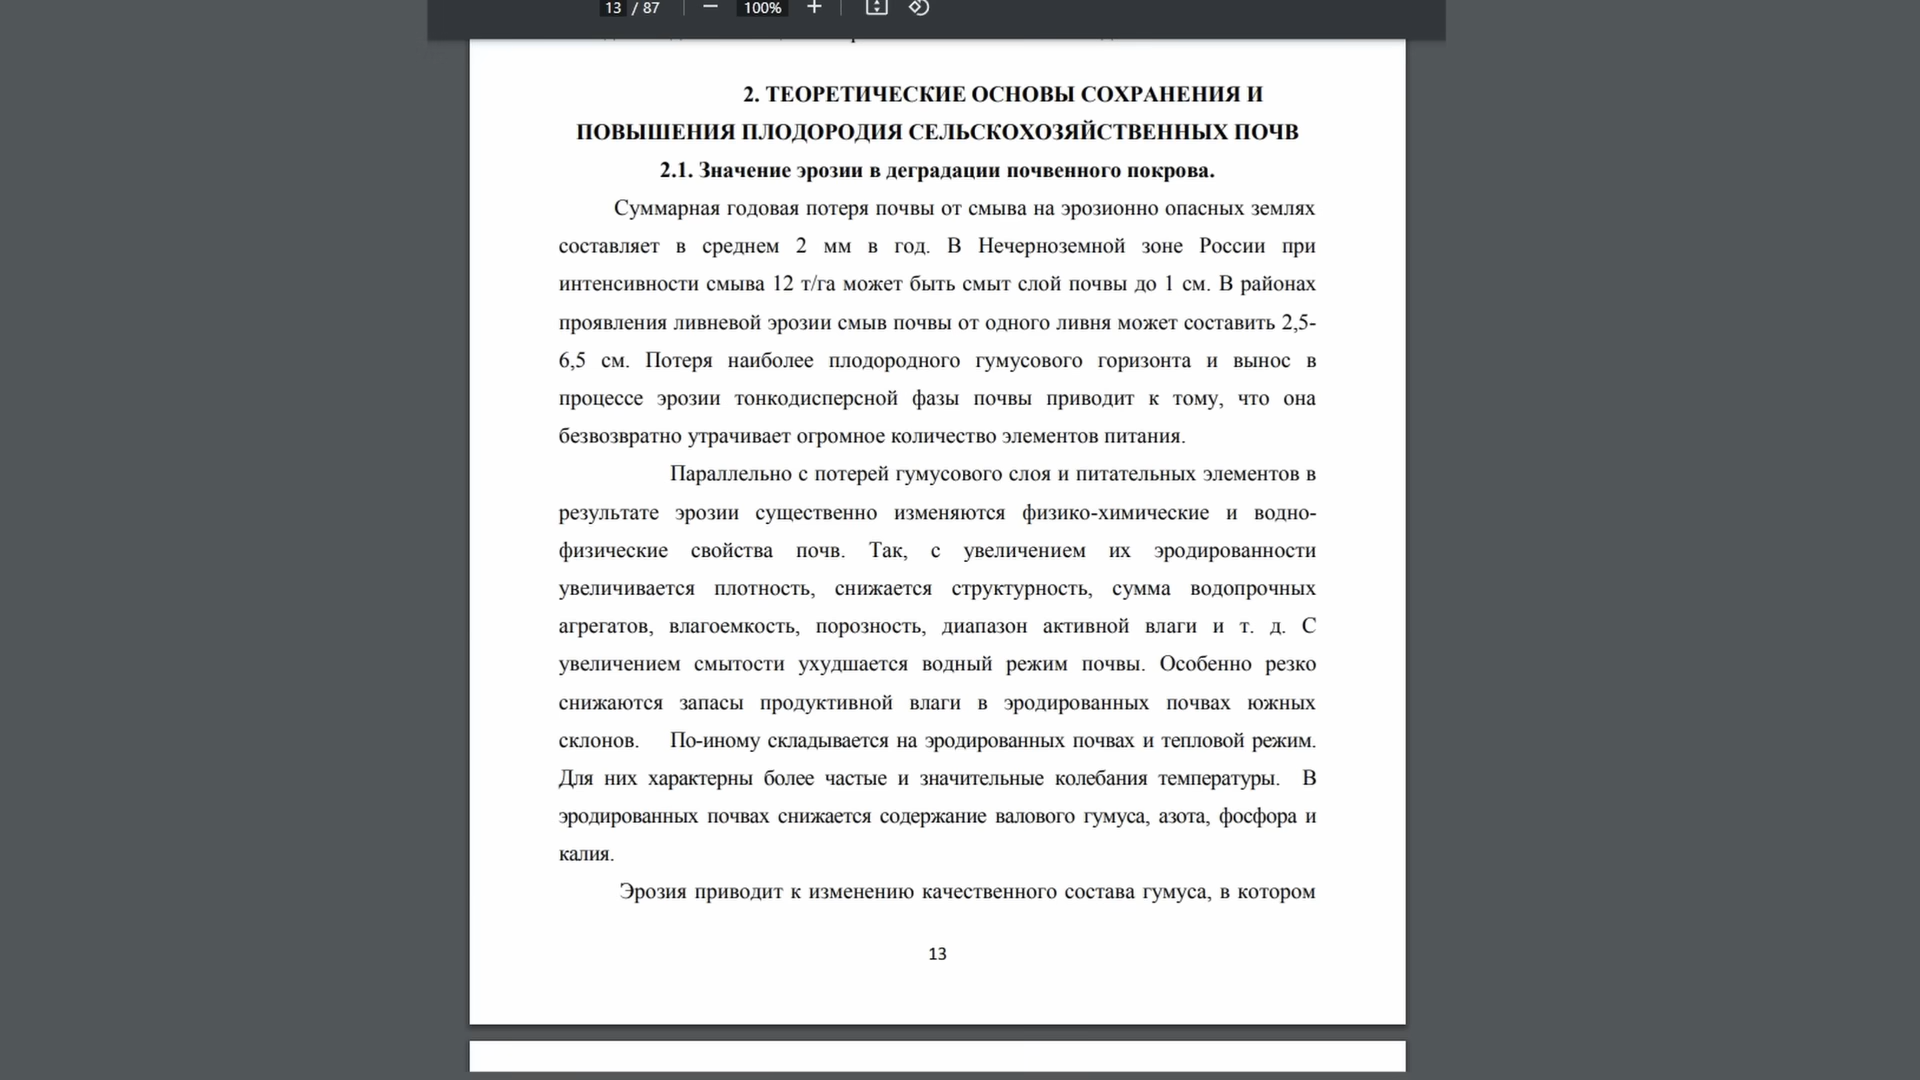 13 / 87 100%
2. ТЕОРЕТИЧЕСКИЕ ОСНОВЫ СОХРАНЕНИЯ И
ПОВЫШЕНИЯ ПЛОДОРОДИЯ СЕЛЬСКОХОЗЯЙСТВЕННЫХ ПОЧВ
2.1. Значение эрозии в деградации почвенного покрова.
Суммарная годовая потеря почвы от смыва на эрозионно опасных землях
составляет в среднем 2 мм в год. В Нечерноземной зоне России при
интенсивности смыва 12 т/га может быть смыт слой почвы до 1 см. В районах
проявления ливневой эрозии смыв почвы от одного ливня может составить 2,5-
6,5 см. Потеря наиболее плодородного гумусового горизонта и вынос в
процессе эрозии тонкодисперсной фазы почвы приводит к тому, что она
безвозвратно утрачивает огромное количество элементов питания.
Параллельно с потерей гумусового слоя и питательных элементов в
результате эрозии существенно изменяются физико-химические и водно-
физические свойства почв. Так, с увеличением их эродированности
увеличивается плотность, снижается структурность, сумма водопрочных
агрегатов, влагоемкость, порозность, диапазон активной влаги и т. д. С
увеличением смытости ухудшается водный режим почвы. Особенно резко
снижаются запасы продуктивной влаги в эродированных почвах южных
склонов. По-иному складывается на эродированных почвах и тепловой режим.
Для них характерны более частые и значительные колебания температуры. В
эродированных почвах снижается содержание валового гумуса, азота, фосфора и
калия.
Эрозия приводит к изменению качественного состава гумуса, в котором
13